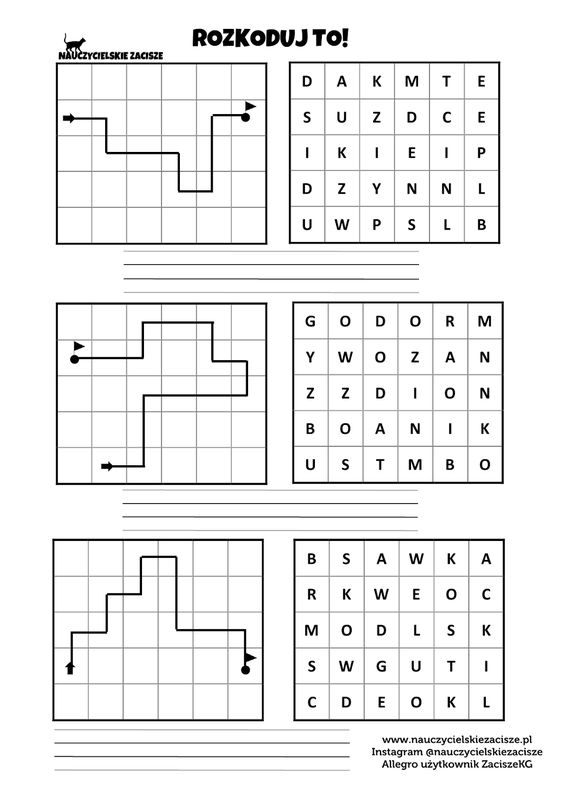 ROZKODUJ TO!
NAUCZYCIELSKIE ZACISZE
D A K M T E
S U Z D C E
I K I E I P
D Z Y N N L
U W P S L B
G O D O R M
Y W O Z A N
Z Z D I O N
B O A N I K
U S T M B O
B S A W K A
R K W E O C
M O D L S K
S W G U T I
C D E O K L
www.nauczycielskiezacisze.pl
Instagram @nauczycielskiezacisze
Allegro użytkownik ZaciszeKG